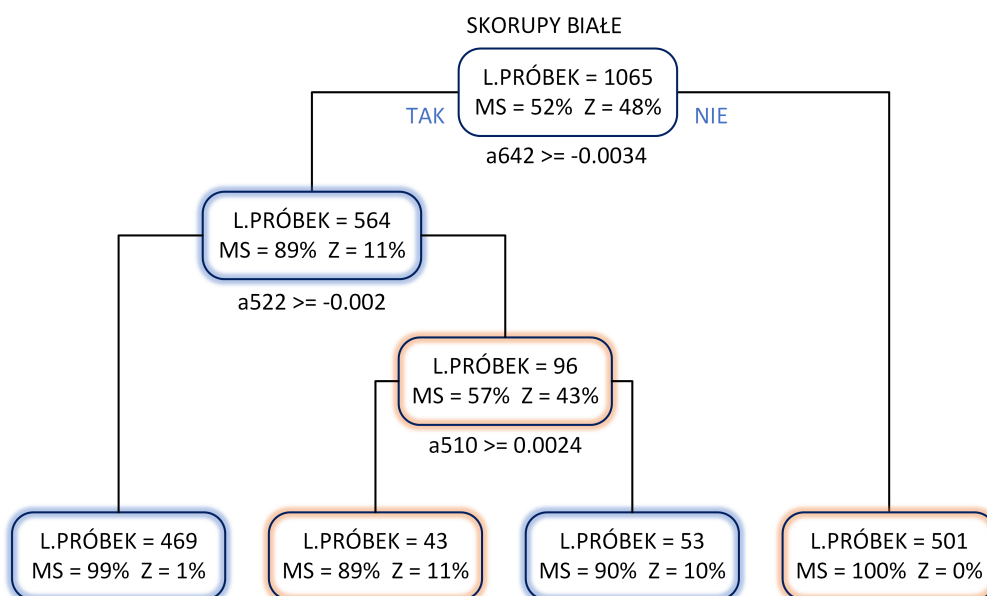 SKORUPY BIAŁE
L.PRÓBEK = 1065
MS = 52% Z = 48%
TAK
NIE
a642 >= -0.0034
L.PRÓBEK = 564
MS = 89% Z = 11%
a522 >= -0.002
L.PRÓBEK = 96
MS = 57% Z = 43%
a510 >= 0.0024
L.PRÓBEK = 469
MS = 99% Z = 1%
L.PRÓBEK = 43
MS = 89% Z = 11%
L.PRÓBEK = 53
MS = 90% Z = 10%
L.PRÓBEK = 501
MS = 100% Z = 0%